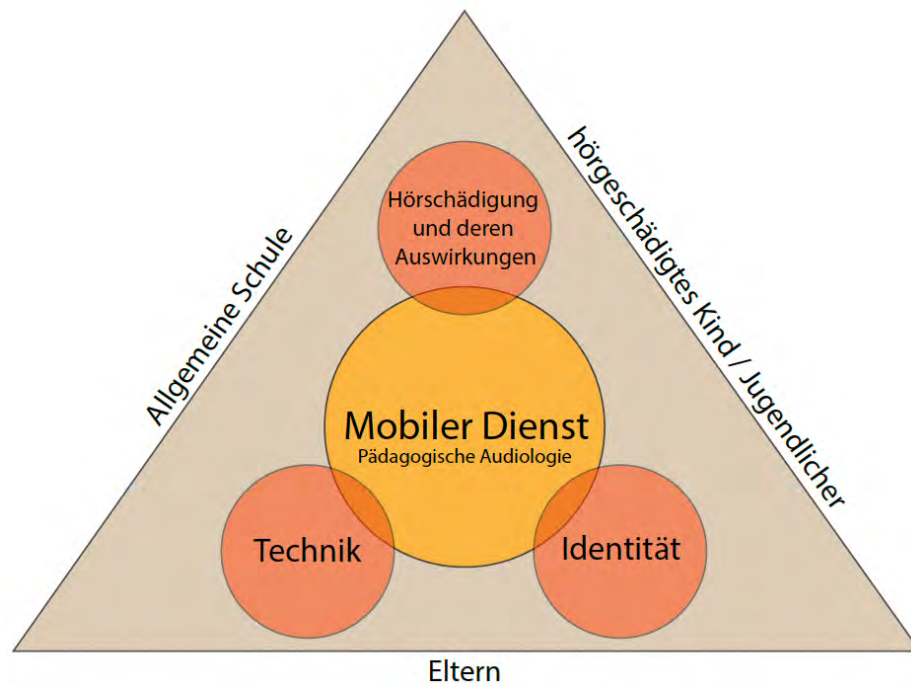 Allgemeine Schule
hörgeschädigtes Kind / Jugendlicher
Hörschädigung
und deren
Auswirkungen
Mobiler Dienst
Pädagogische Audiologie
Technik
Identität
Eltern